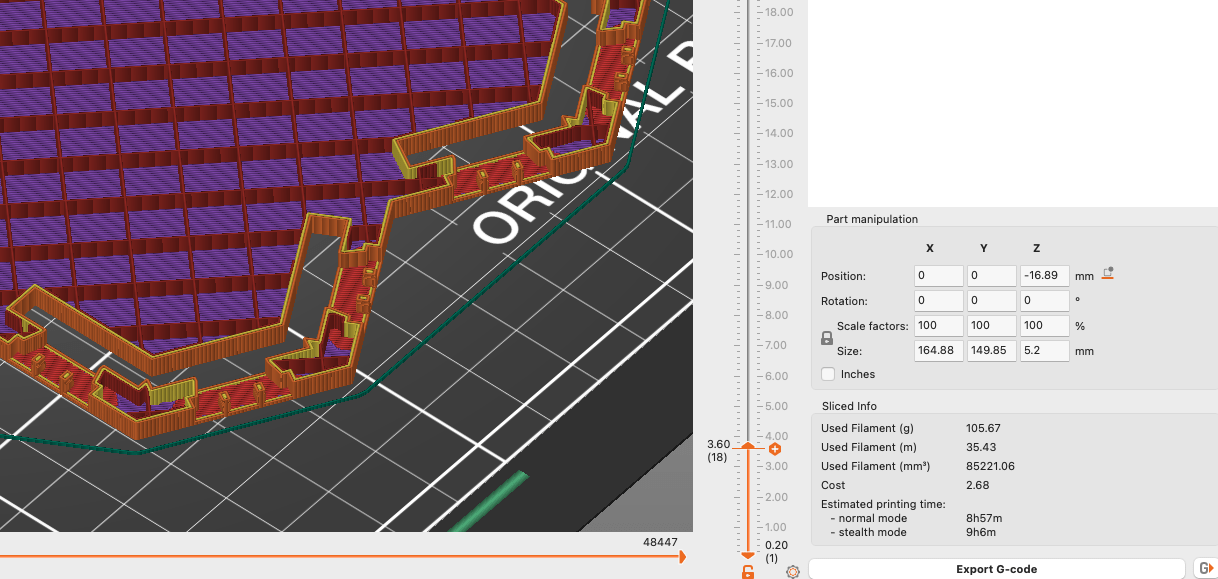 ORIGINAL P
18.00
17.00
16.00
15.00
14.00
13.00
12.00
11.00
10.00
9.00
8.00
7.00
6.00
5.00
4.00
3.60
(18)
3.00
2.00
1.00
0.20
(1)
48447
Part manipulation
X Y Z
Position: 0 0 -16.89 mm
Rotation: 0 0 0 °
Scale factors: 100 100 100 %
Size: 164.88 149.85 5.2 mm
Inches
Sliced Info
Used Filament (g) 105.67
Used Filament (m) 35.43
Used Filament (mm³) 85221.06
Cost 2.68
Estimated printing time:
- normal mode 8h57m
- stealth mode 9h6m
Export G-code
G